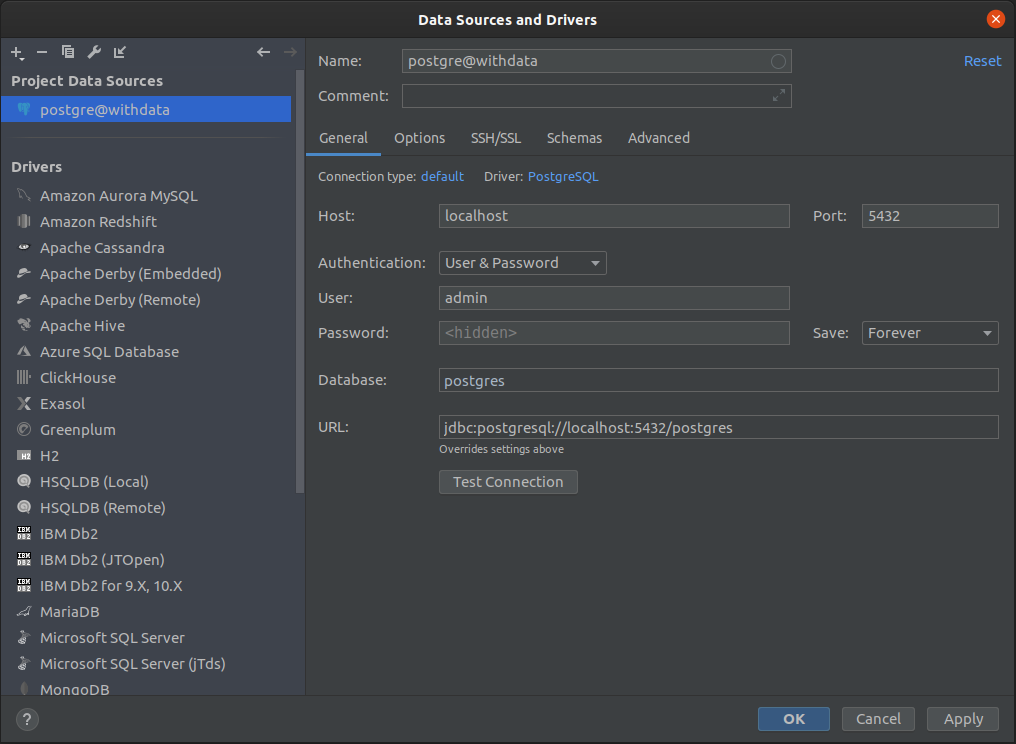 Data Sources and Drivers
Project Data Sources
postgre@withdata
Drivers
Amazon Aurora MySQL
Amazon Redshift
Apache Cassandra
Apache Derby (Embedded)
Apache Derby (Remote)
Apache Hive
Azure SQL Database
ClickHouse
Exasol
Greenplum
H2
HSQLDB (Local)
HSQLDB (Remote)
IBM Db2
IBM Db2 (JTOpen)
IBM Db2 for 9.X, 10.X
MariaDB
Microsoft SQL Server
Microsoft SQL Server (jTds)
MongoDB
Name: postgre@withdata Reset
Comment:
General Options SSH/SSL Schemas Advanced
Connection type: default Driver: PostgreSQL
Host: localhost Port: 5432
Authentication: User & Password
User: admin
Password: <hidden> Save: Forever
Database: postgres
URL: jdbc:postgresql://localhost:5432/postgres
Overrides settings above
Test Connection
? OK Cancel Apply